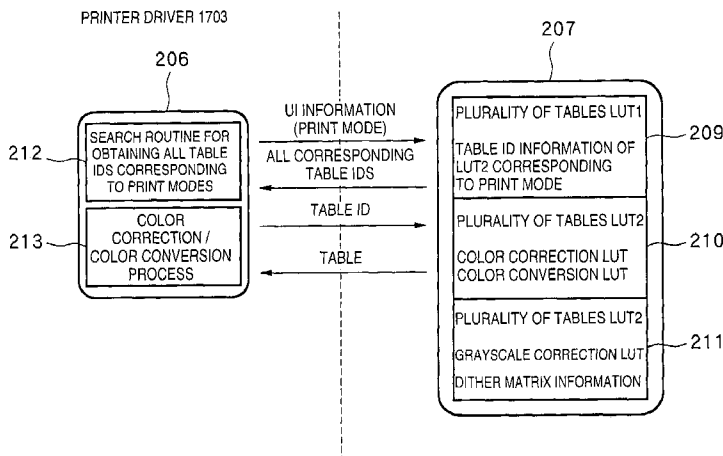 PRINTER DRIVER 1703
206
212
SEARCH ROUTINE FOR
OBTAINING ALL TABLE
IDS CORRESPONDING
TO PRINT MODES
213
COLOR
CORRECTION /
COLOR CONVERSION
PROCESS
UI INFORMATION
(PRINT MODE)
ALL CORRESPONDING
TABLE IDS
TABLE ID
TABLE
207
PLURALITY OF TABLES LUT1
TABLE ID INFORMATION OF
LUT2 CORRESPONDING
TO PRINT MODE
209
PLURALITY OF TABLES LUT2
COLOR CORRECTION LUT
COLOR CONVERSION LUT
210
PLURALITY OF TABLES LUT2
GRAYSCALE CORRECTION LUT
DITHER MATRIX INFORMATION
211